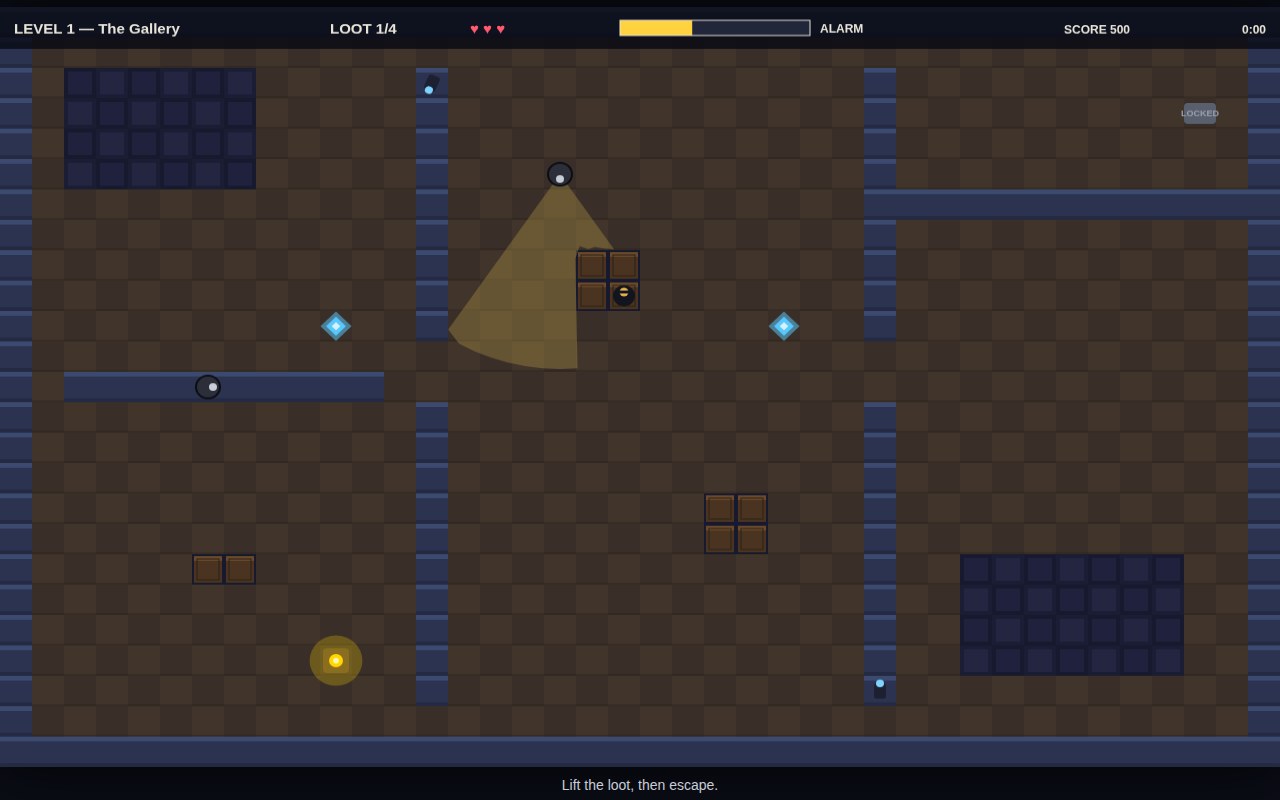 LEVEL 1 — The Gallery LOOT 1/4 ALARM SCORE 500 0:00
LOCKED
Lift the loot, then escape.